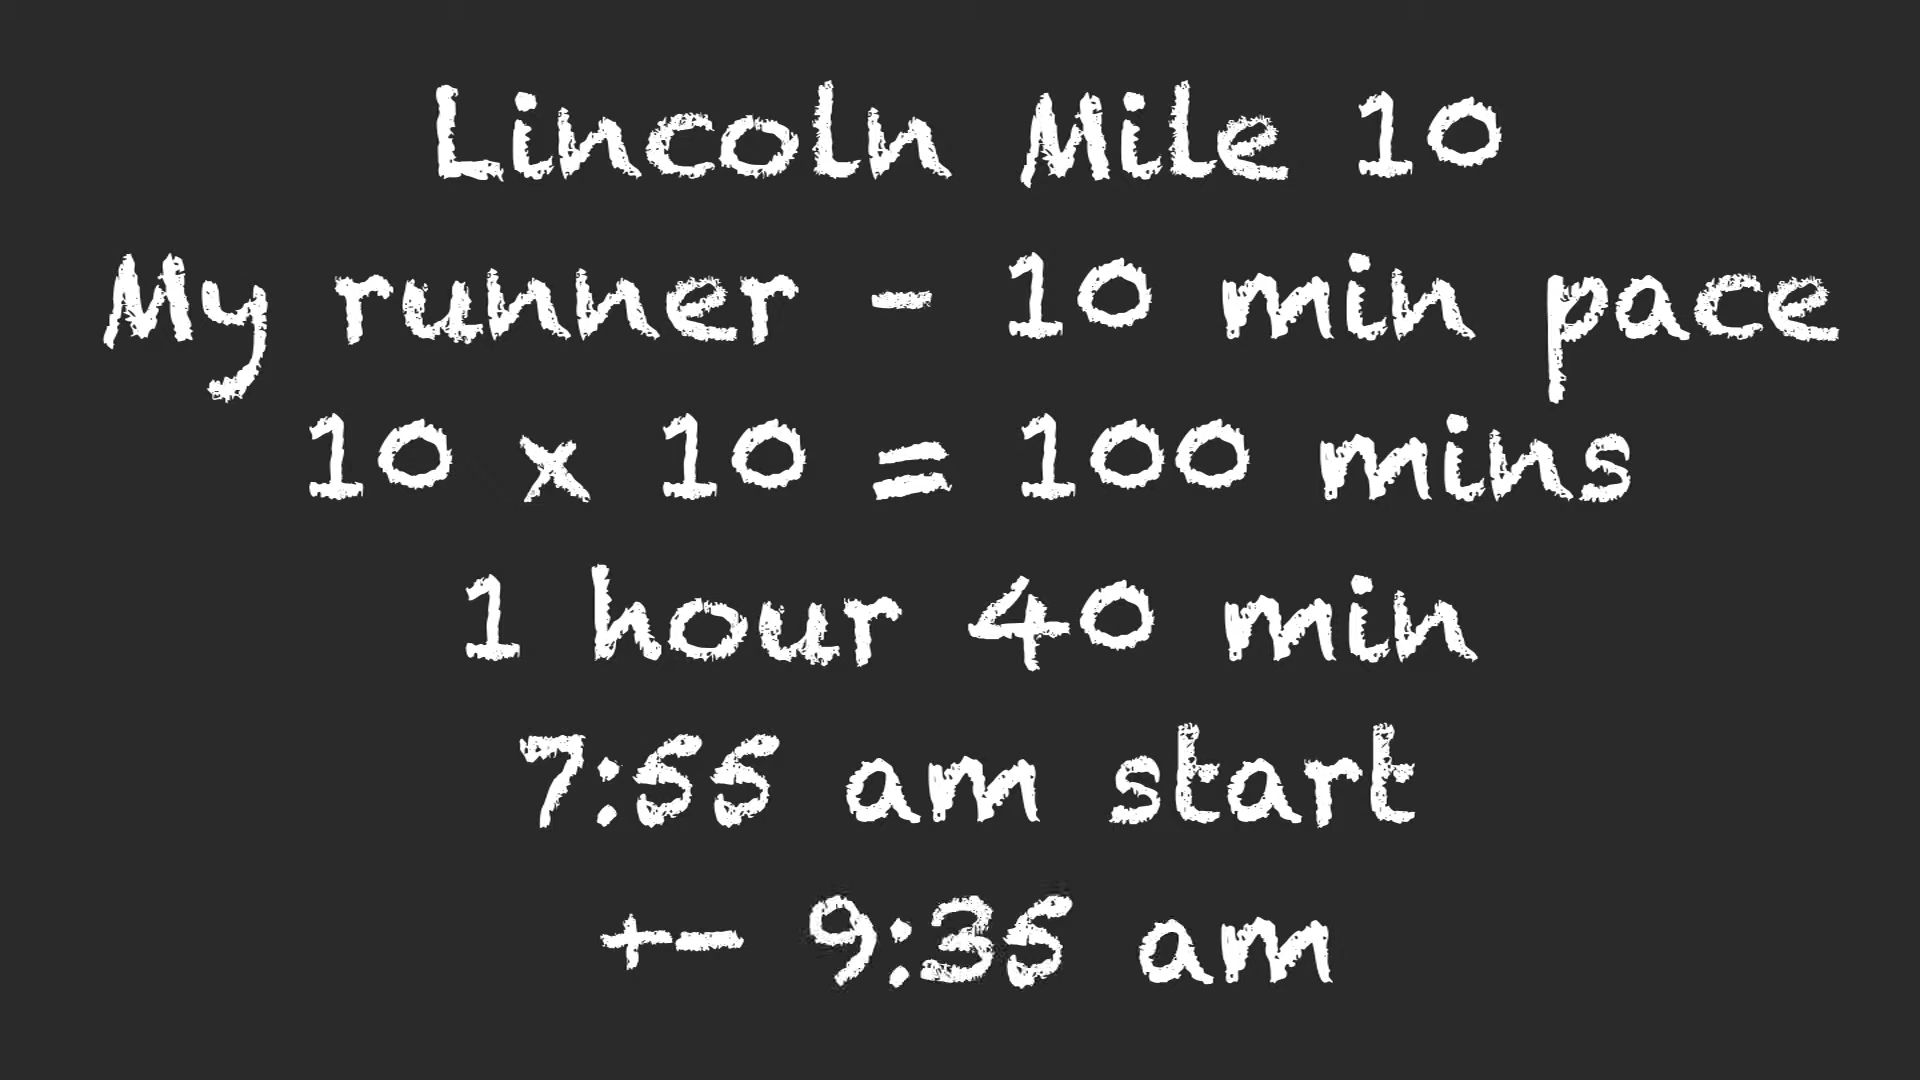 Lincoln Mile 10
My runner - 10 min pace
10 x 10 = 100 mins
1 hour 40 min
7:55 am start
+- 9:35 am